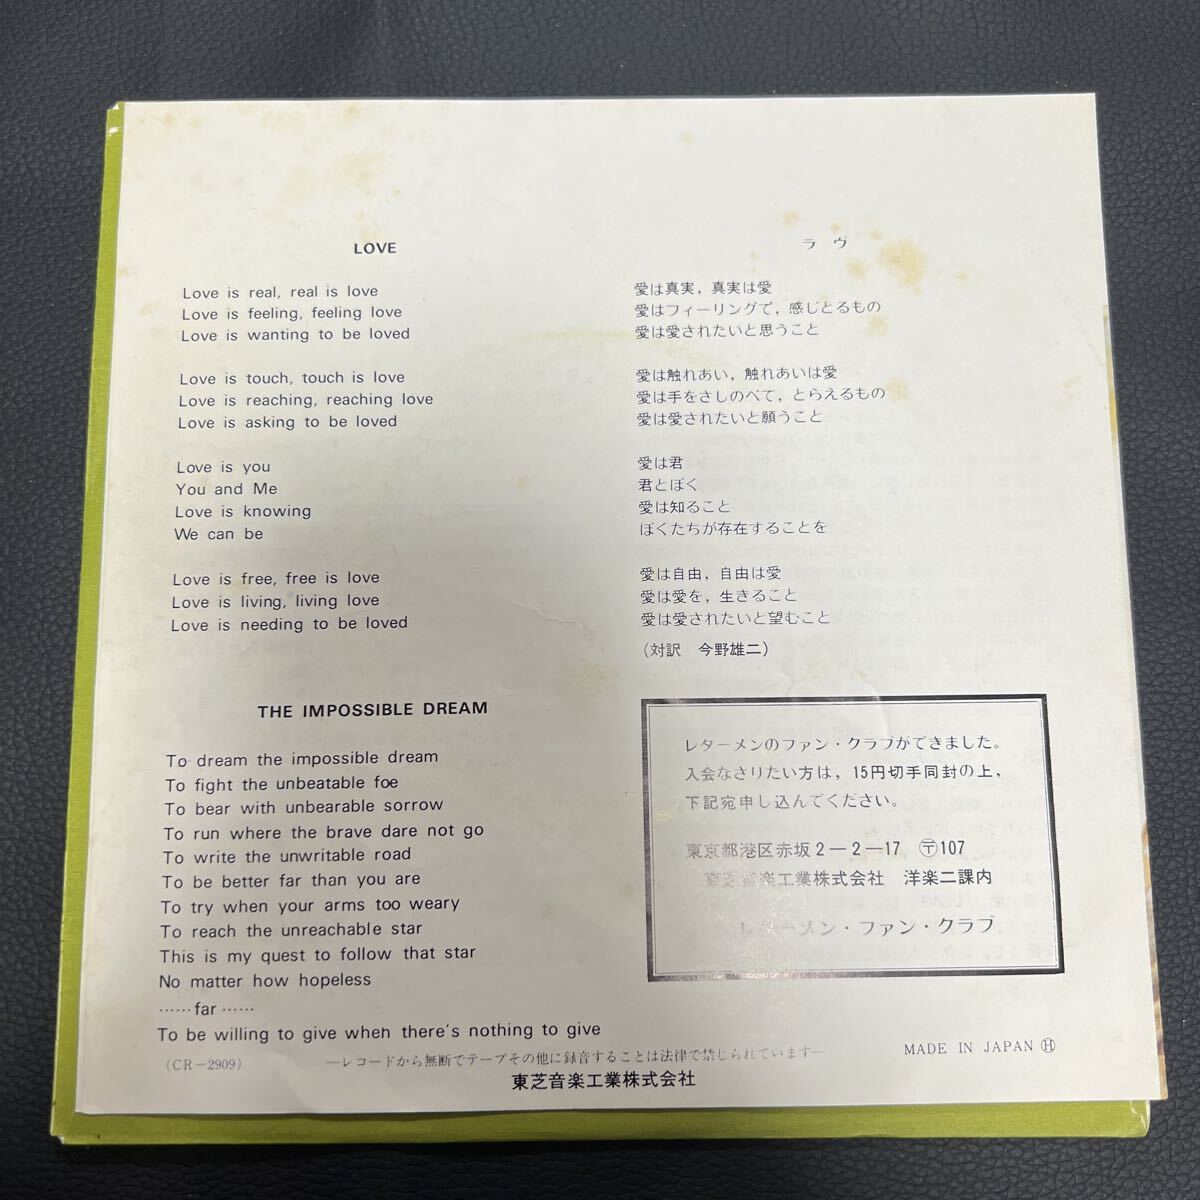 LOVE
Love is real, real is love
Love is feeling, feeling love
Love is wanting to be loved
Love is touch, touch is love
Love is reaching, reaching love
Love is asking to be loved
Love is you
You and Me
Love is knowing
We can be
Love is free, free is love
Love is living, living love
Love is needing to be loved
ラヴ
愛は真実，真実は愛
愛はフィーリングで，感じとるもの
愛は愛されたいと思うこと
愛は触れあい，触れあいは愛
愛は手をさしのべて，とらえるもの
愛は愛されたいと願うこと
愛は君
君とぼく
愛は知ること
ぼくたちが存在することを
愛は自由，自由は愛
愛は愛を，生きること
愛は愛されたいと望むこと
(対訳　今野雄二)
THE IMPOSSIBLE DREAM
To dream the impossible dream
To fight the unbeatable foe
To bear with unbearable sorrow
To run where the brave dare not go
To write the unwritable road
To be better far than you are
To try when your arms too weary
To reach the unreachable star
This is my quest to follow that star
No matter how hopeless
……far……
To be willing to give when there's nothing to give
レターメンのファン・クラブができました。
入会なさりたい方は，15円切手同封の上，
下記宛申し込んでください。
東京都港区赤坂2－2－17　〶107
東芝音楽工業株式会社　洋楽二課内
レターメン・ファン・クラブ
(CR－2909)
―レコードから無断でテープその他に録音することは法律で禁じられています―
MADE IN JAPAN Ⓗ
東芝音楽工業株式会社